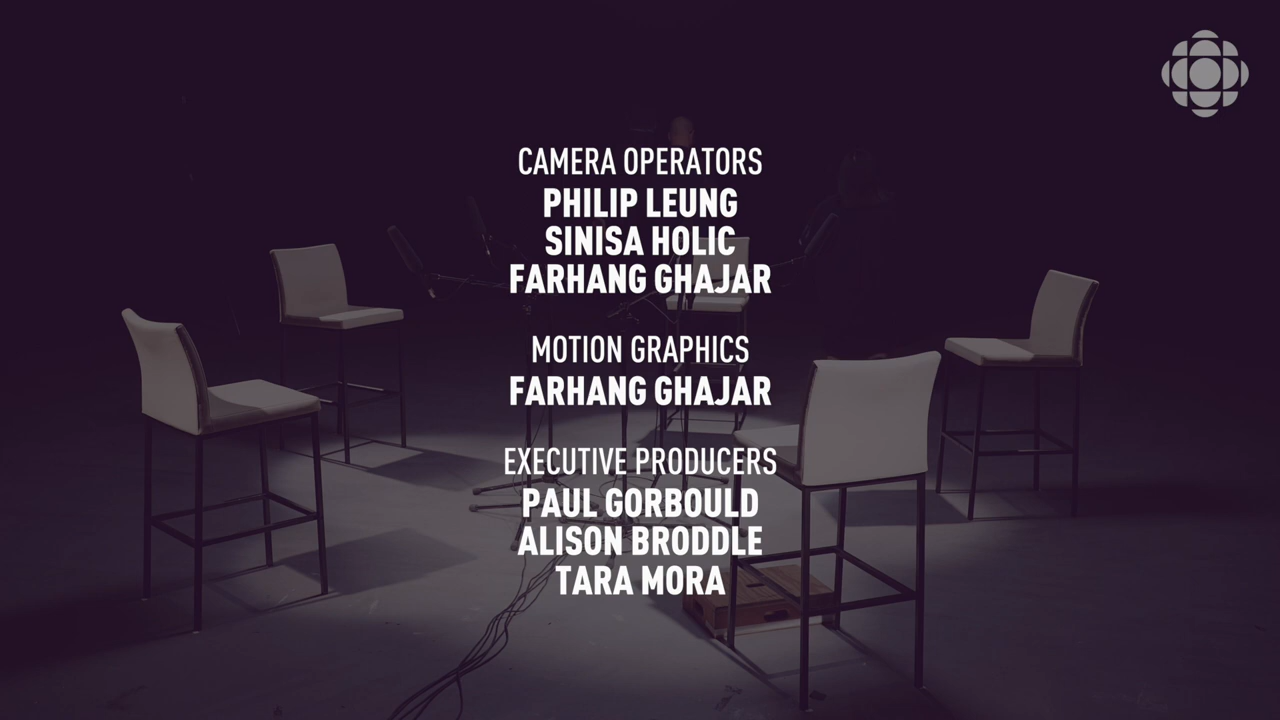 CAMERA OPERATORS
PHILIP LEUNG
SINISA HOLIC
FARHANG GHAJAR
MOTION GRAPHICS
FARHANG GHAJAR
EXECUTIVE PRODUCERS
PAUL GORBOULD
ALISON BRODDLE
TARA MORA